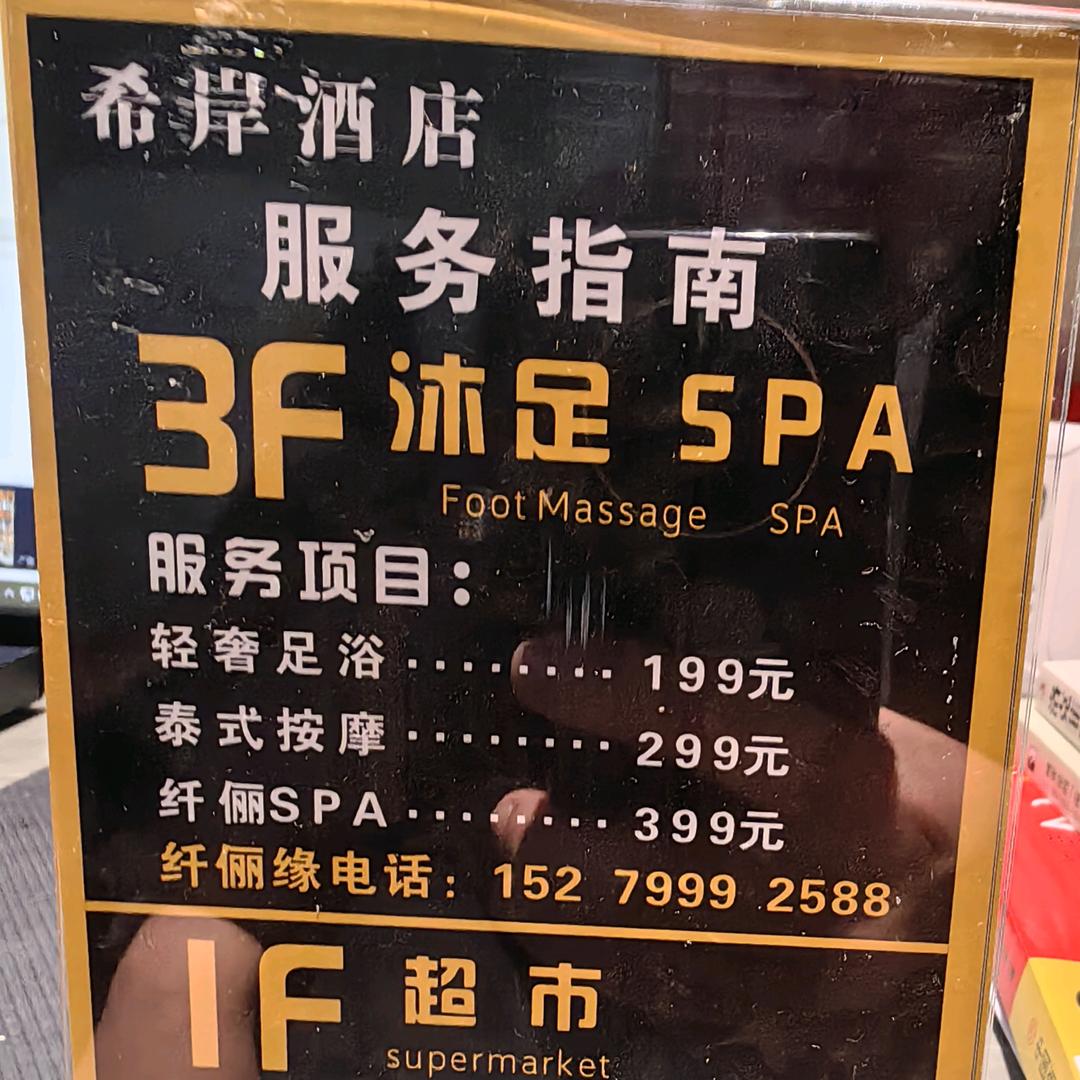 希岸酒店
服务指南
3F 沐足 SPA
Foot Massage SPA
服务项目：
轻奢足浴········199元
泰式按摩········299元
纤俪SPA········399元
纤俪缘电话：152 7999 2588
1F 超市
supermarket